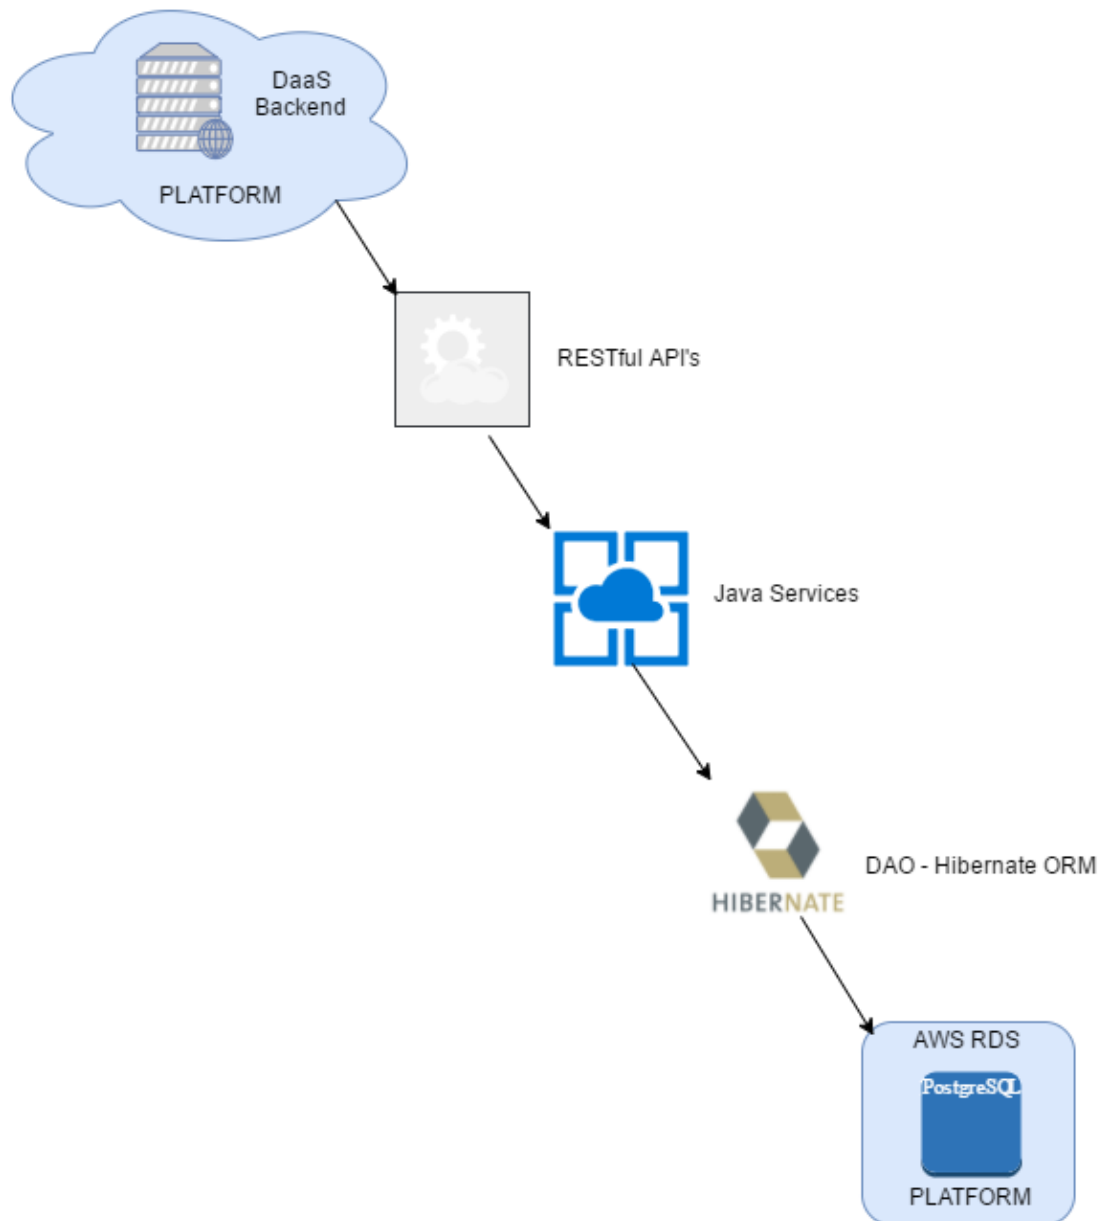 DaaS
Backend
PLATFORM
RESTful API's
Java Services
DAO - Hibernate ORM
HIBERNATE
AWS RDS
PostgreSQL
PLATFORM